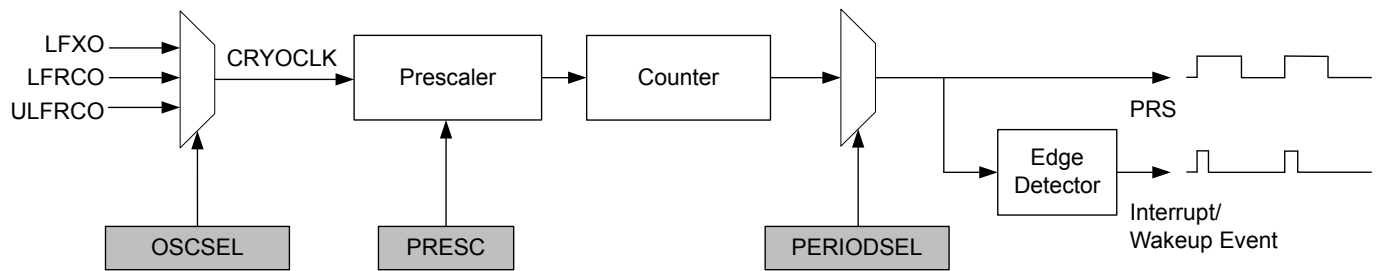 LFXO
LFRCO
ULFRCO
CRYOCLK
Prescaler
Counter
PRS
Edge
Detector
Interrupt/
Wakeup Event
OSCSEL
PRESC
PERIODSEL